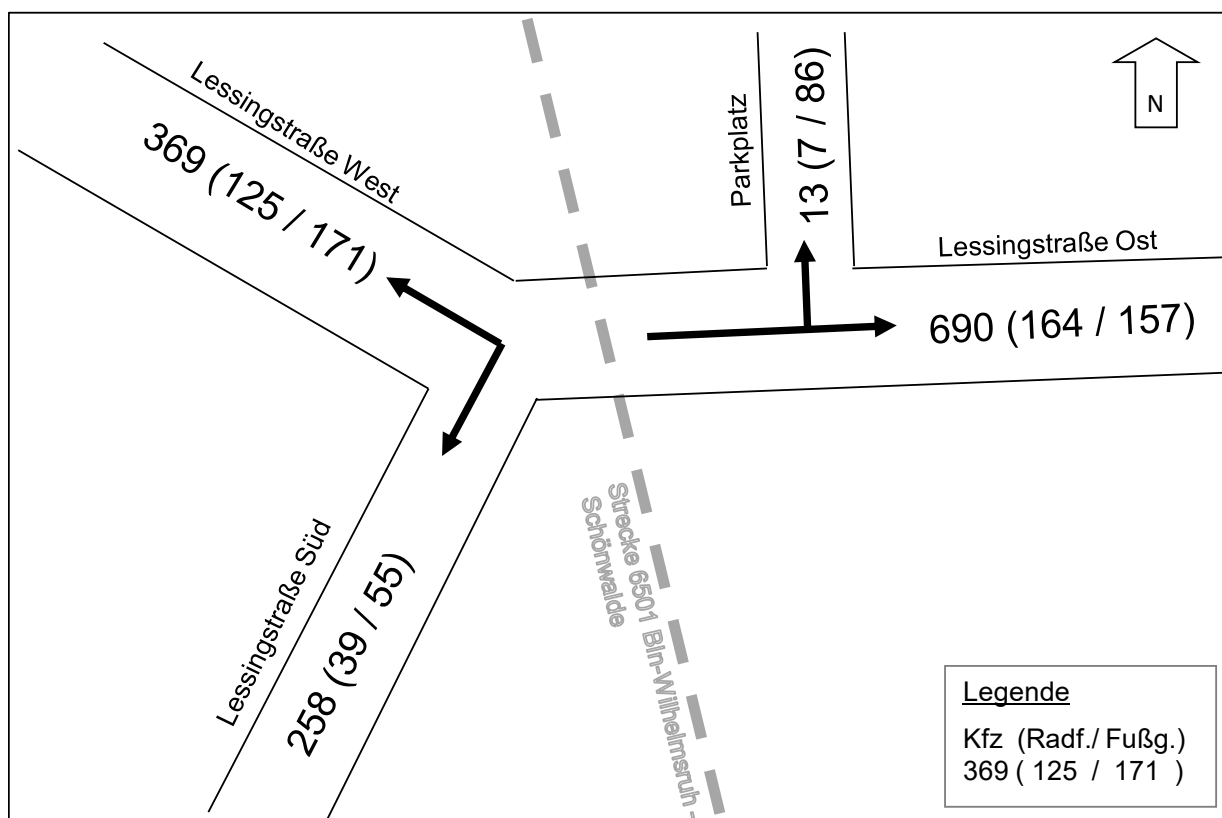 Lessingstraße West
369 (125 / 171)
Parkplatz
13 (7 / 86)
N
Lessingstraße Ost
690 (164 / 157)
Lessingstraße Süd
258 (39 / 55)
Strecke 6501 Bln-Wilhelmsruh -
Schönwalde
Legende
Kfz (Radf./ Fußg.)
369 ( 125 / 171 )